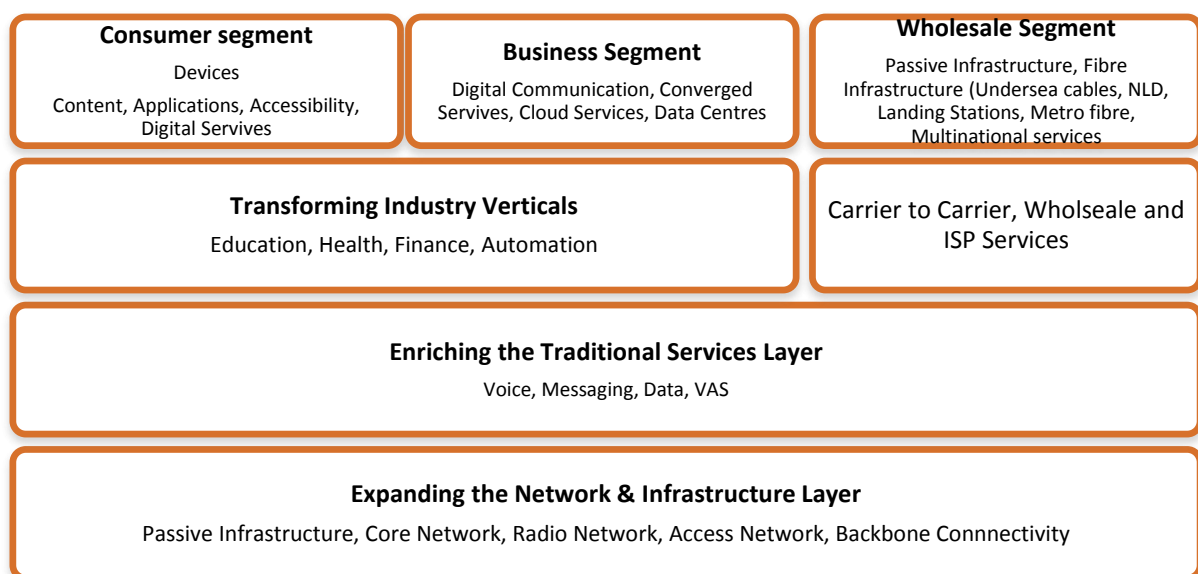 Consumer segment
Devices
Content, Applications, Accessibility,
Digital Servives
Business Segment
Digital Communication, Converged
Servives, Cloud Services, Data Centres
Wholesale Segment
Passive Infrastructure, Fibre
Infrastructure (Undersea cables, NLD,
Landing Stations, Metro fibre,
Multinational services
Transforming Industry Verticals
Education, Health, Finance, Automation
Carrier to Carrier, Wholseale and
ISP Services
Enriching the Traditional Services Layer
Voice, Messaging, Data, VAS
Expanding the Network & Infrastructure Layer
Passive Infrastructure, Core Network, Radio Network, Access Network, Backbone Connnectivity